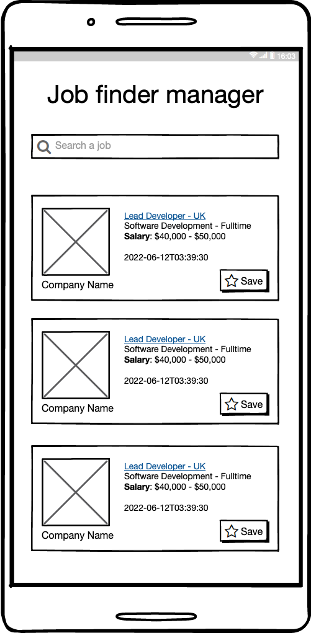 16:03
Job finder manager
Search a job
Lead Developer - UK
Software Development - Fulltime
Salary: $40,000 - $50,000
2022-06-12T03:39:30
Company Name
Save
Lead Developer - UK
Software Development - Fulltime
Salary: $40,000 - $50,000
2022-06-12T03:39:30
Company Name
Save
Lead Developer - UK
Software Development - Fulltime
Salary: $40,000 - $50,000
2022-06-12T03:39:30
Company Name
Save